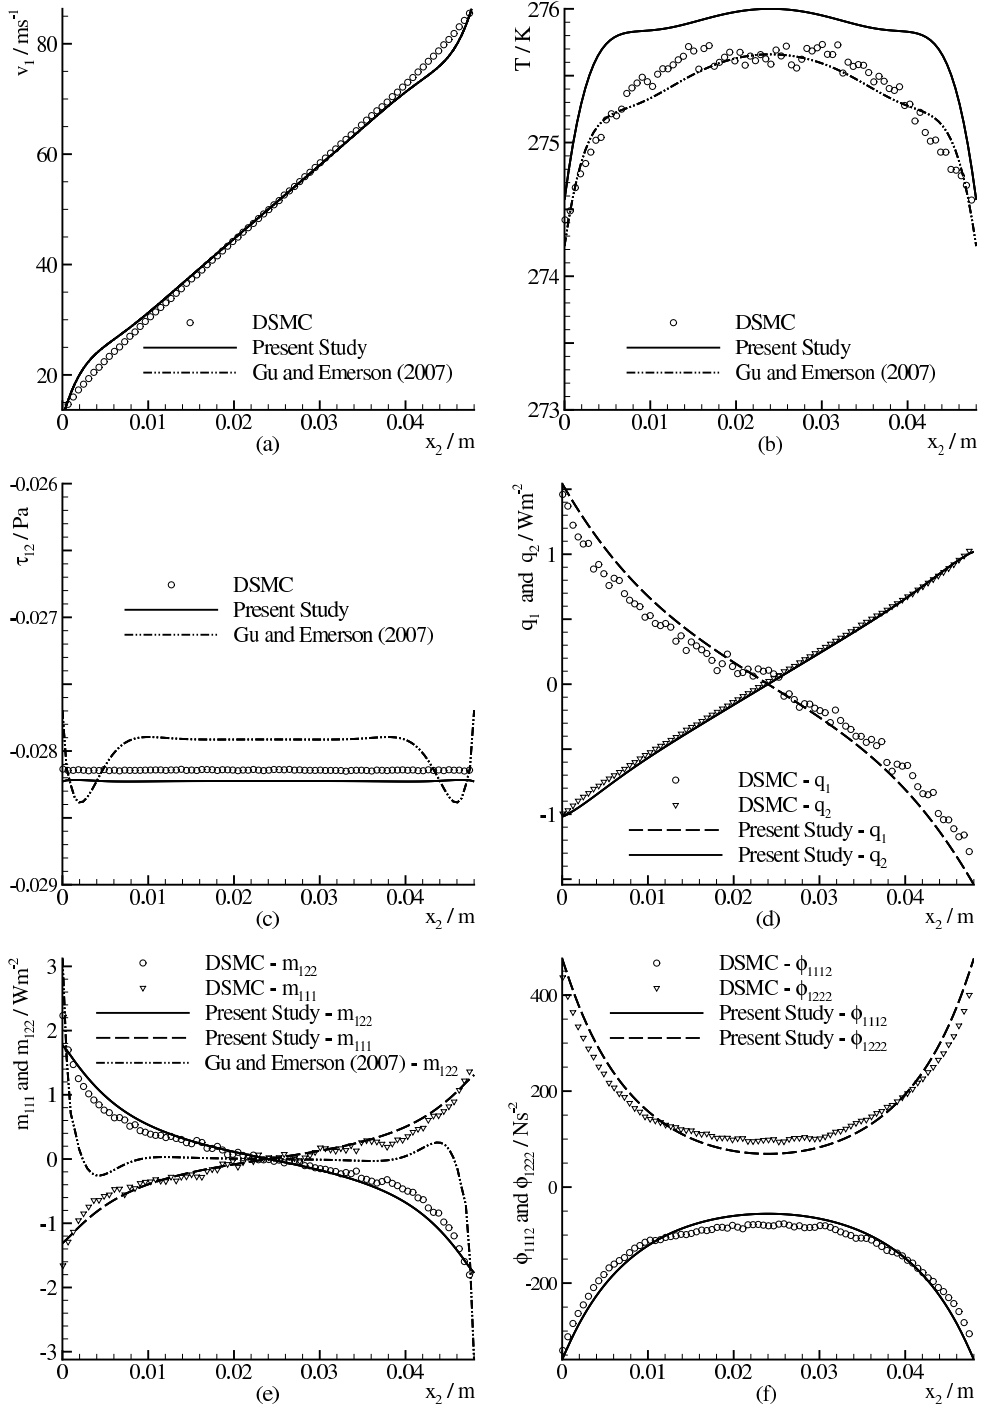 v1 / ms-1
80
60
40
20
DSMC
Present Study
Gu and Emerson (2007)
0 0.01 0.02 0.03 0.04
x2 / m
(a)
T / K
276
275
274
273
DSMC
Present Study
Gu and Emerson (2007)
0 0.01 0.02 0.03 0.04
x2 / m
(b)
τ12 / Pa
-0.026
-0.027
-0.028
-0.029
DSMC
Present Study
Gu and Emerson (2007)
0 0.01 0.02 0.03 0.04
x2 / m
(c)
q1 and q2 / Wm-2
1
0
-1
DSMC - q1
DSMC - q2
Present Study - q1
Present Study - q2
0 0.01 0.02 0.03 0.04
x2 / m
(d)
m111 and m122 / Wm-2
3
2
1
0
-1
-2
-3
DSMC - m122
DSMC - m111
Present Study - m122
Present Study - m111
Gu and Emerson (2007) - m122
0 0.01 0.02 0.03 0.04
x2 / m
(e)
ϕ1112 and ϕ1222 / Ns-2
400
200
0
-200
DSMC - ϕ1112
DSMC - ϕ1222
Present Study - ϕ1112
Present Study - ϕ1222
0 0.01 0.02 0.03 0.04
x2 / m
(f)